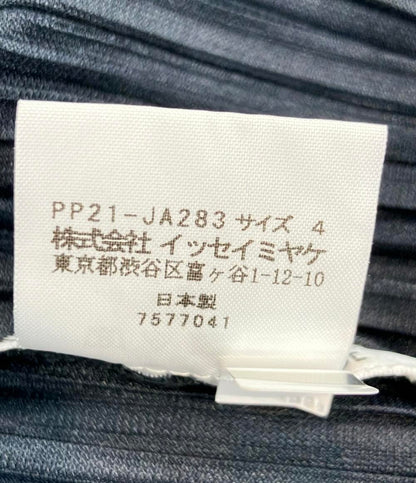 PP21-JA283 サイズ 4
株式会社 イッセイミヤケ
東京都渋谷区富ヶ谷1-12-10
日本製
7577041